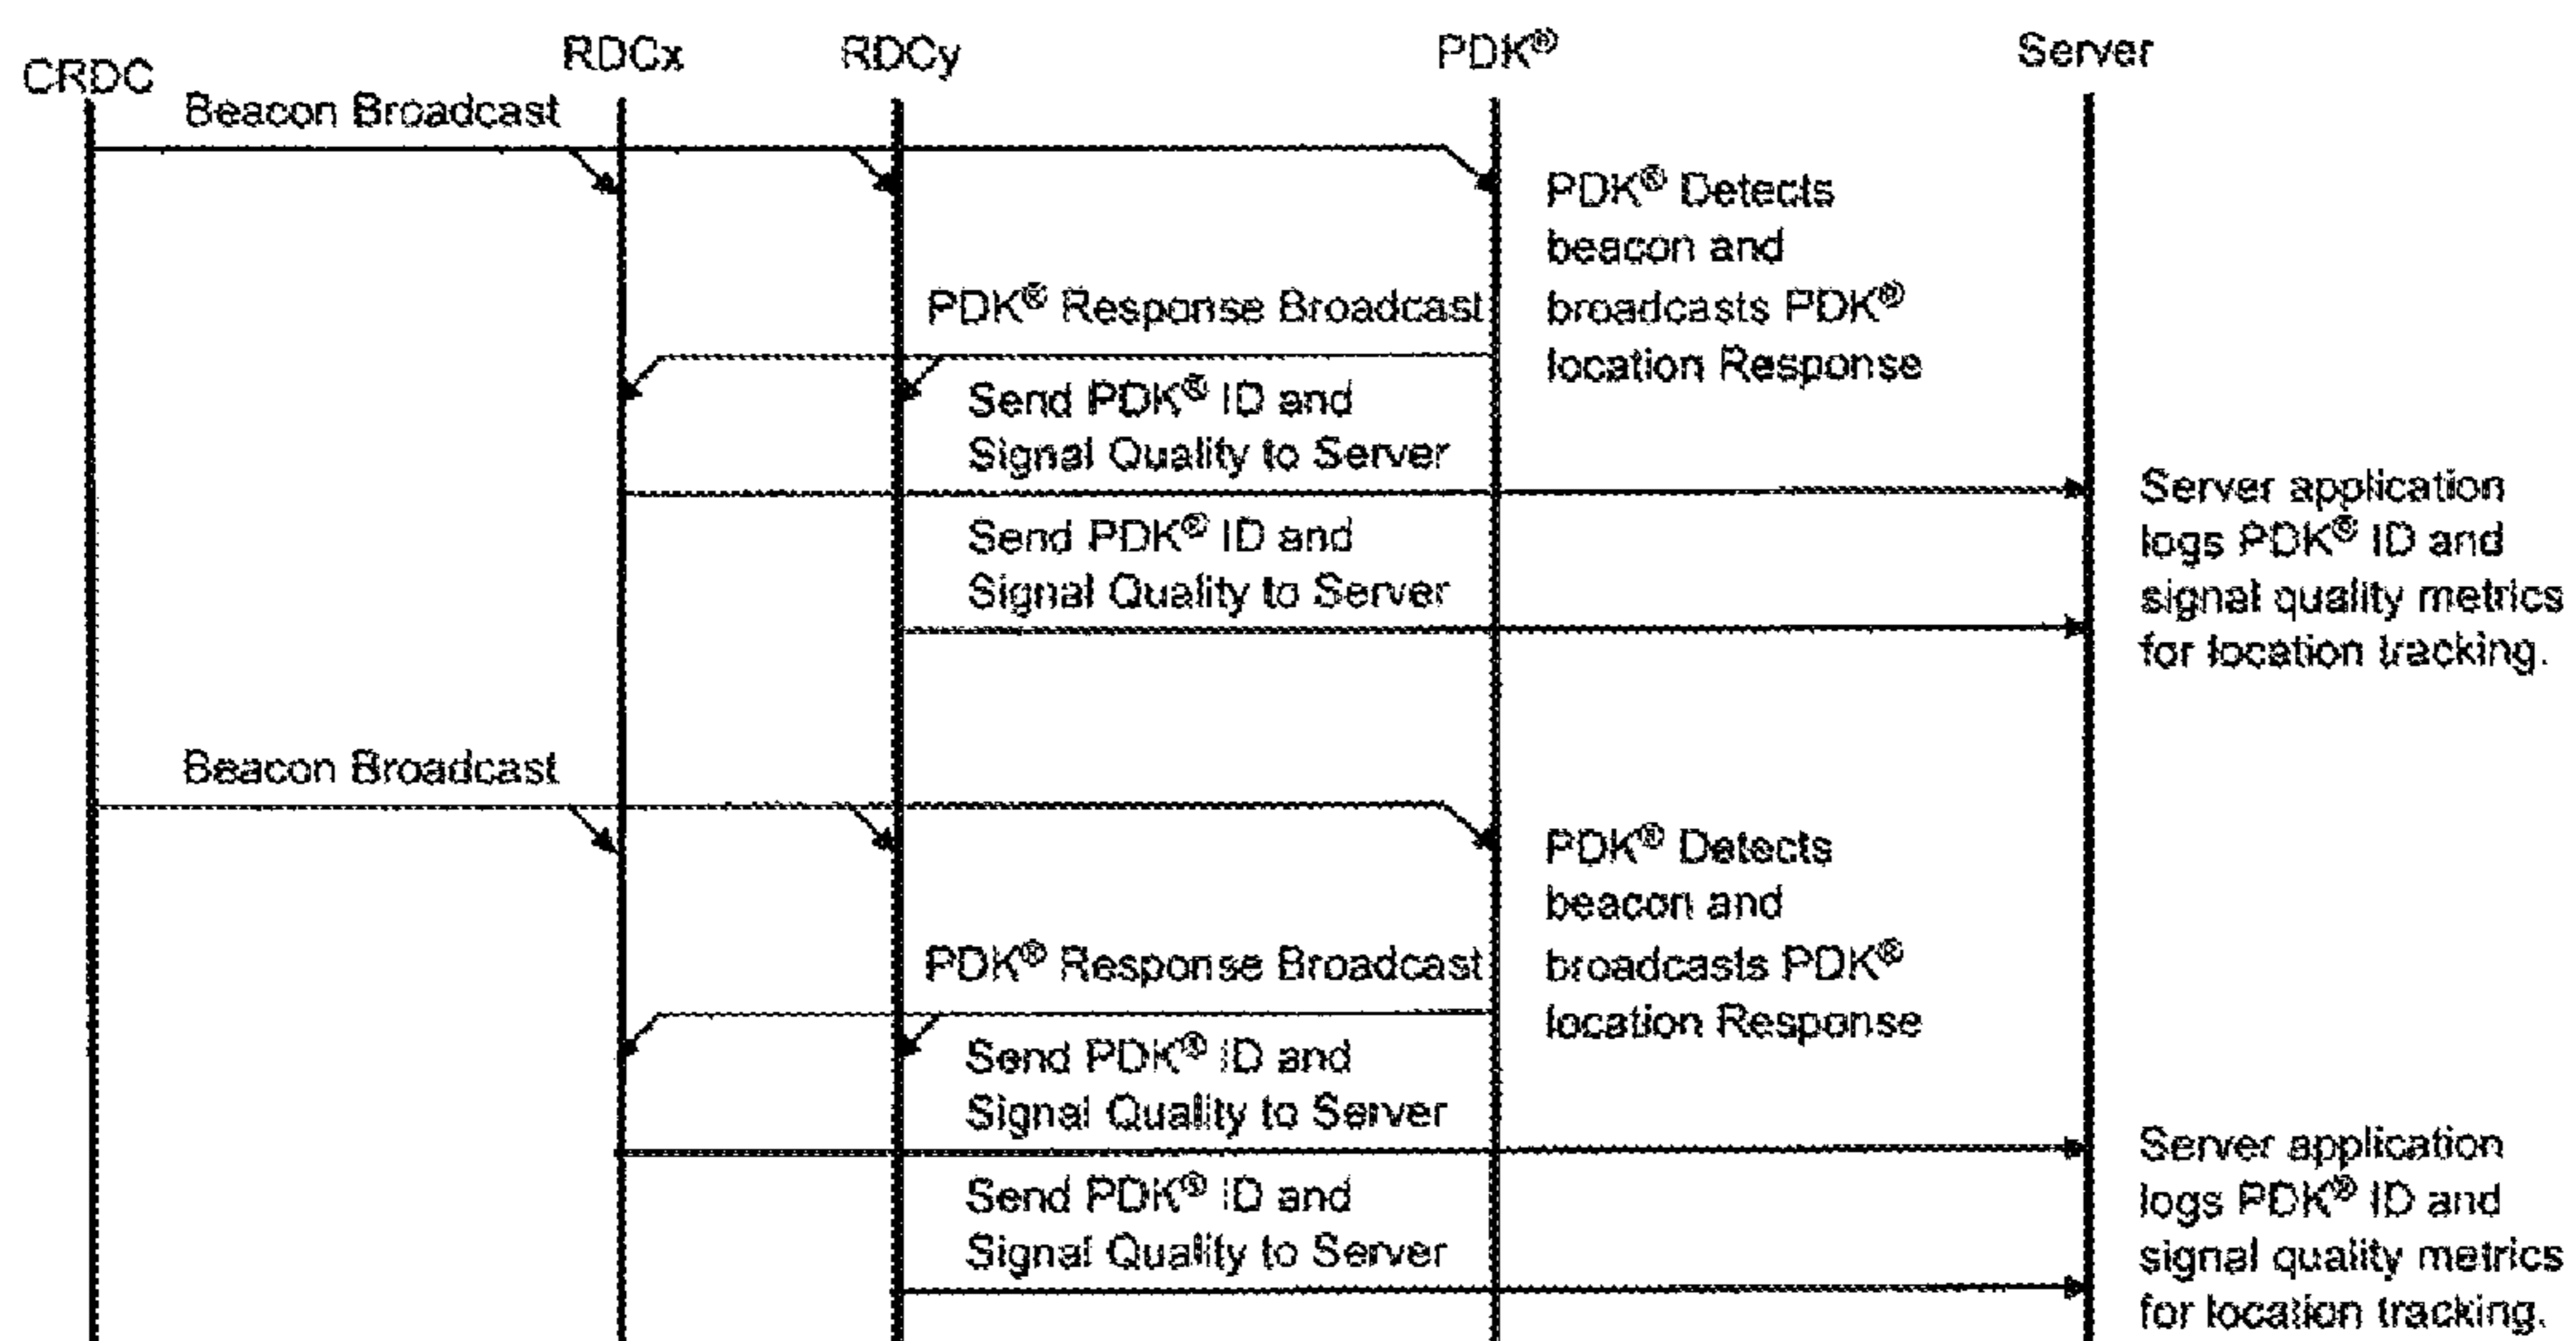 CRDC
RDCx
RDCy
PDK®
Server
Beacon Broadcast
PDK® Detects
beacon and
broadcasts PDK®
location Response
PDK® Response Broadcast
Send PDK® ID and
Signal Quality to Server
Send PDK® ID and
Signal Quality to Server
Server application
logs PDK® ID and
signal quality metrics
for location tracking.
Beacon Broadcast
PDK® Detects
beacon and
broadcasts PDK®
location Response
PDK® Response Broadcast
Send PDK® ID and
Signal Quality to Server
Send PDK® ID and
Signal Quality to Server
Server application
logs PDK® ID and
signal quality metrics
for location tracking.